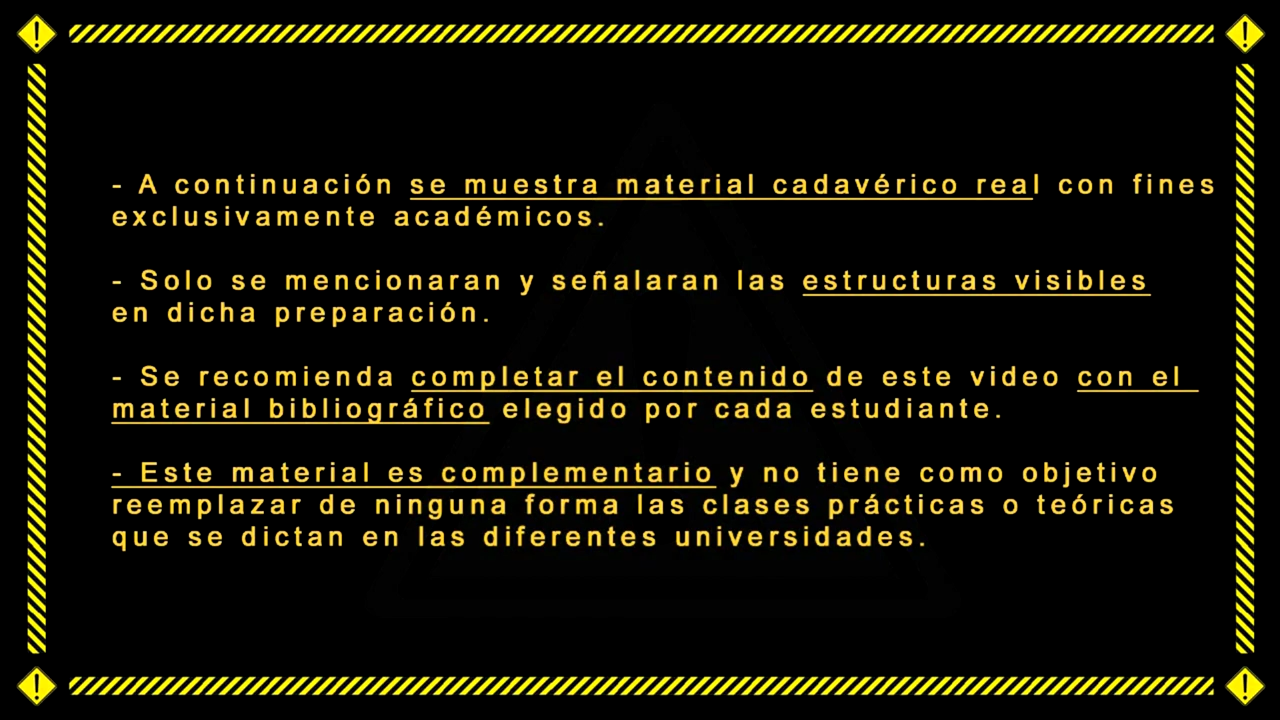 - A continuación se muestra material cadavérico real con fines
exclusivamente académicos.
- Solo se mencionaran y señalaran las estructuras visibles
en dicha preparación.
- Se recomienda completar el contenido de este video con el
material bibliográfico elegido por cada estudiante.
- Este material es complementario y no tiene como objetivo
reemplazar de ninguna forma las clases prácticas o teóricas
que se dictan en las diferentes universidades.